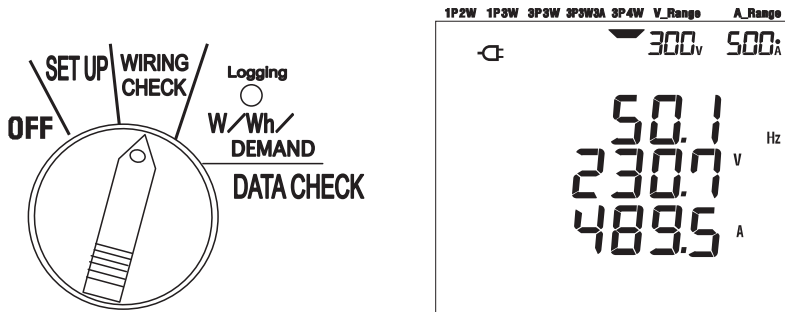 OFF
SET UP
WIRING
CHECK
Logging
W/Wh/
DEMAND
DATA CHECK
1P2W 1P3W 3P3W 3P3W3A 3P4W V_Range A_Range
300V 500A
50.1 Hz
230.7 V
489.5 A